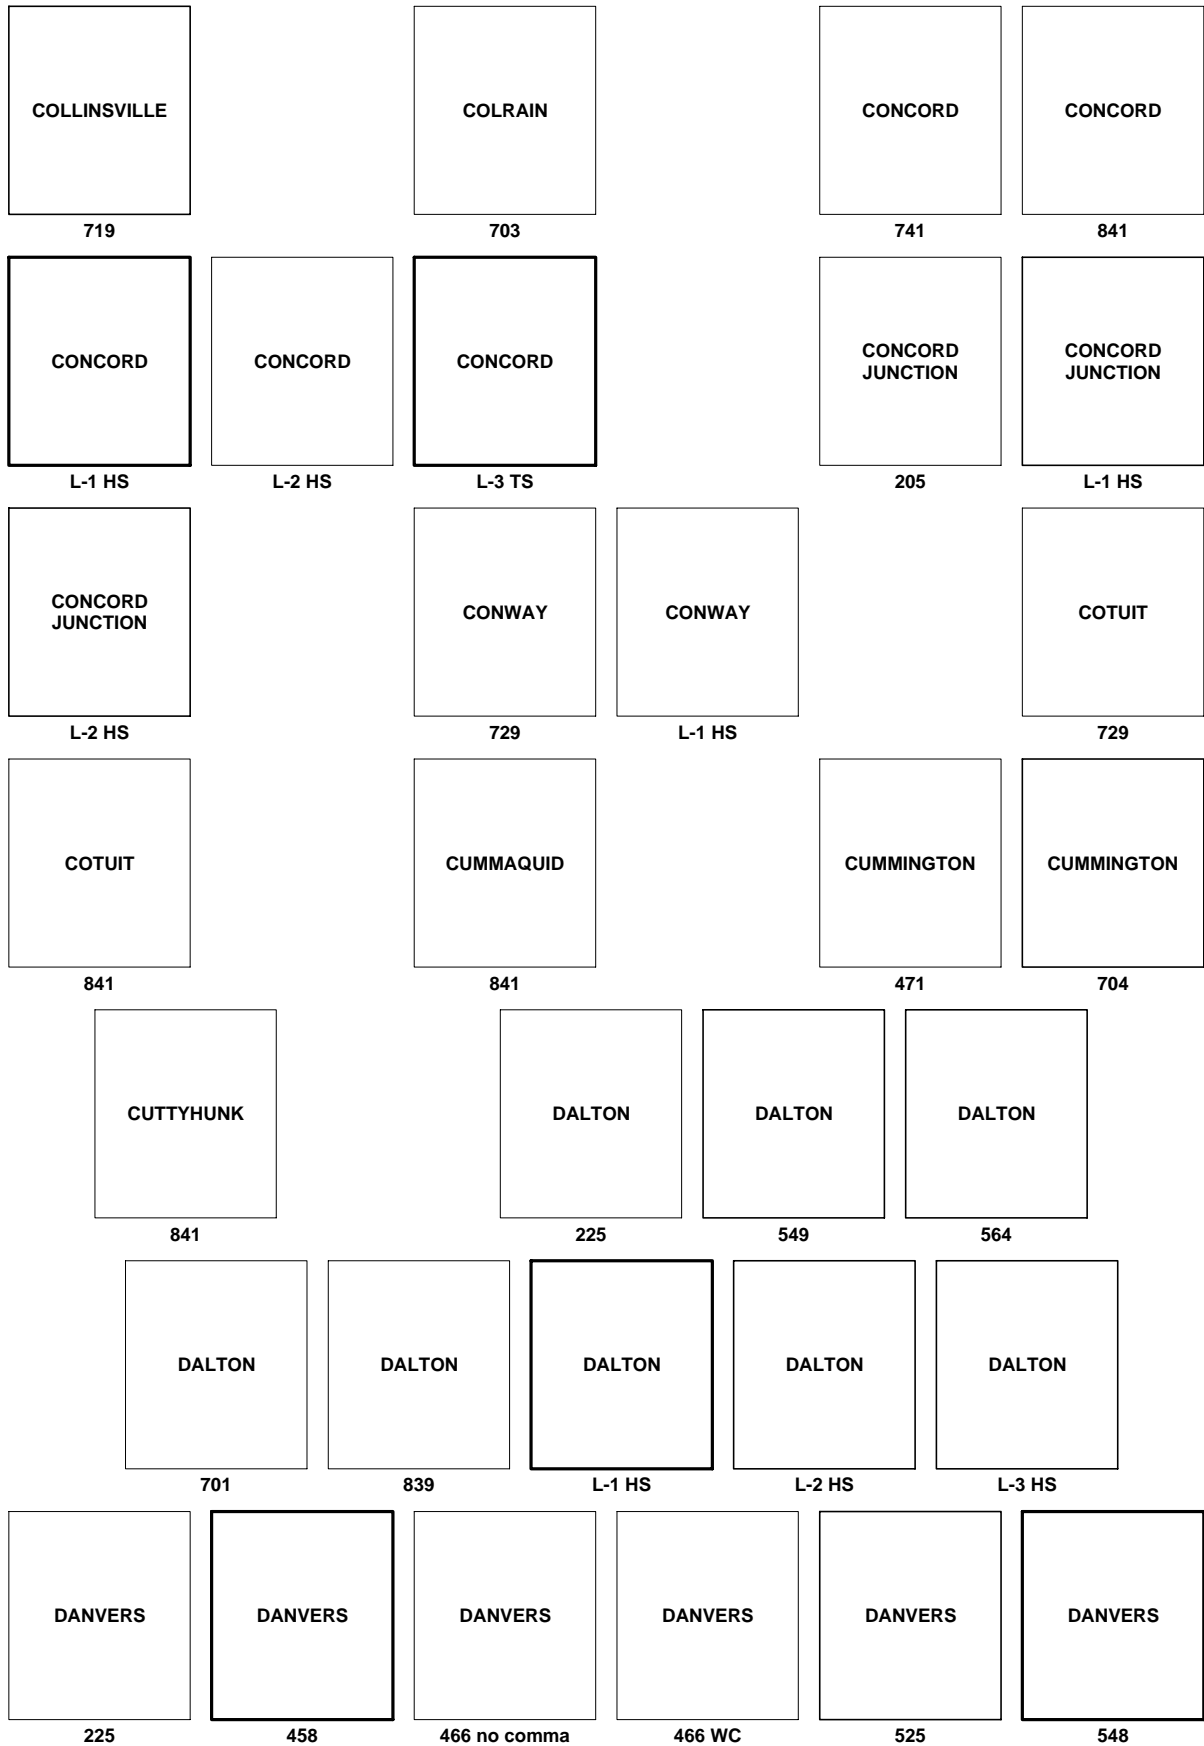 COLLINSVILLE
COLRAIN
CONCORD
CONCORD
719
703
741
841
CONCORD
CONCORD
CONCORD
CONCORD
JUNCTION
CONCORD
JUNCTION
L-1 HS
L-2 HS
L-3 TS
205
L-1 HS
CONCORD
JUNCTION
CONWAY
CONWAY
COTUIT
L-2 HS
729
L-1 HS
729
COTUIT
CUMMAQUID
CUMMINGTON
CUMMINGTON
841
841
471
704
CUTTYHUNK
DALTON
DALTON
DALTON
841
225
549
564
DALTON
DALTON
DALTON
DALTON
DALTON
701
839
L-1 HS
L-2 HS
L-3 HS
DANVERS
DANVERS
DANVERS
DANVERS
DANVERS
DANVERS
225
458
466 no comma
466 WC
525
548